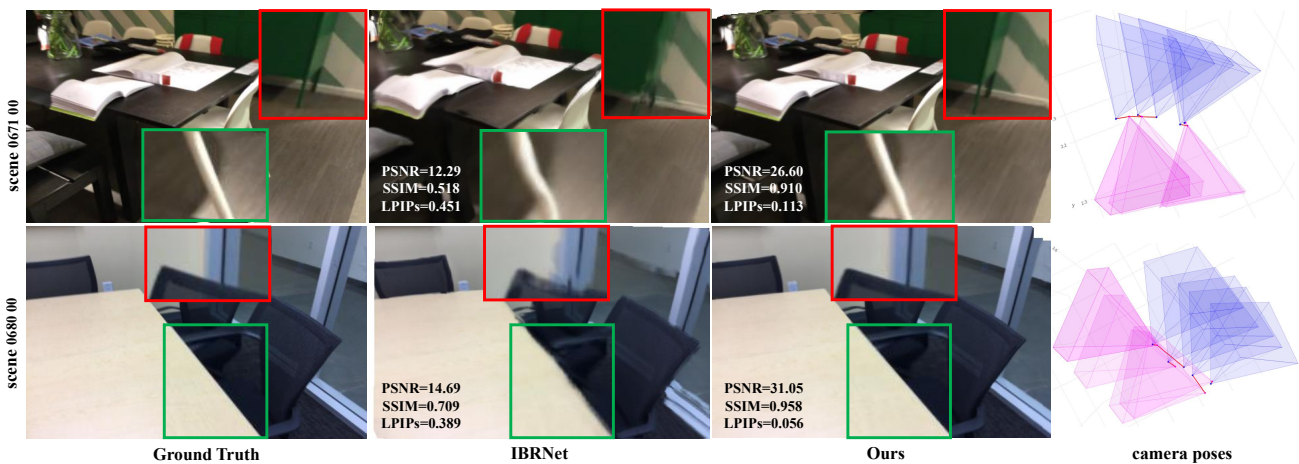 scene 0671 00
PSNR=12.29
SSIM=0.518
LPIPs=0.451
PSNR=26.60
SSIM=0.910
LPIPs=0.113
scene 0680 00
PSNR=14.69
SSIM=0.709
LPIPs=0.389
PSNR=31.05
SSIM=0.958
LPIPs=0.056
Ground Truth
IBRNet
Ours
camera poses